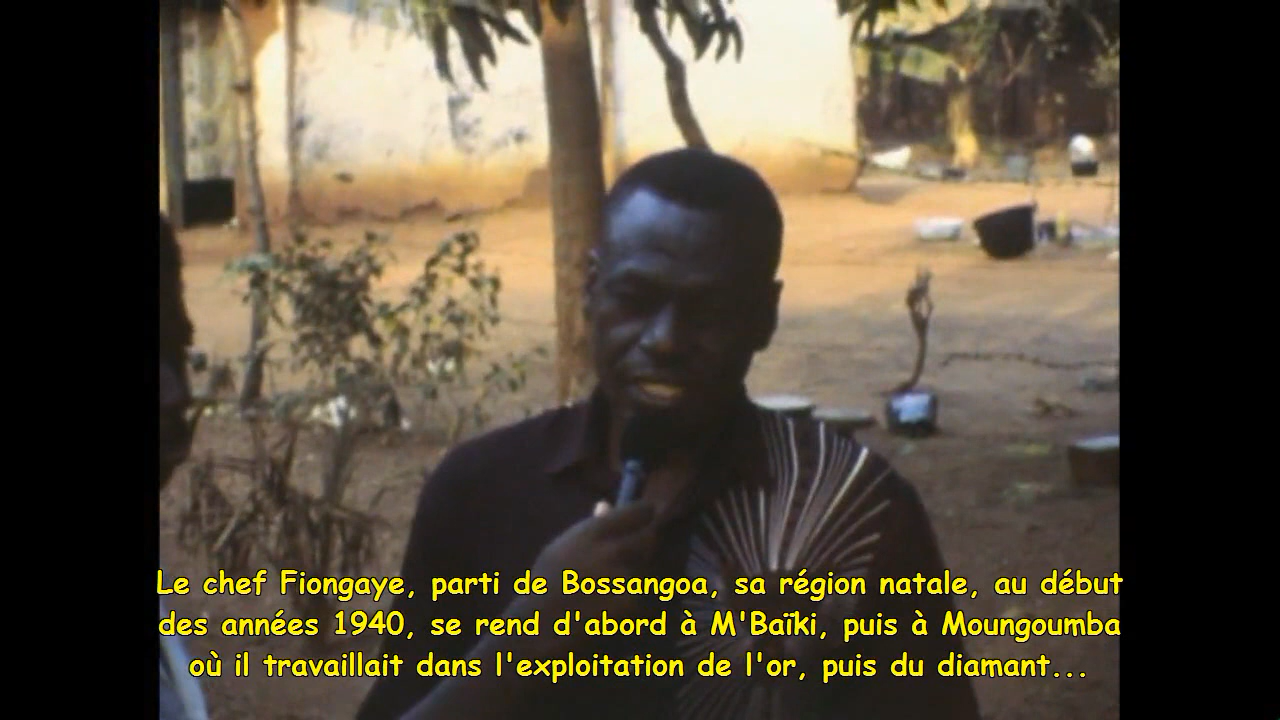 Le chef Fiongaye, parti de Bossangoa, sa région natale, au début
des années 1940, se rend d'abord à M'Baïki, puis à Moungoumba
où il travaillait dans l'exploitation de l'or, puis du diamant...